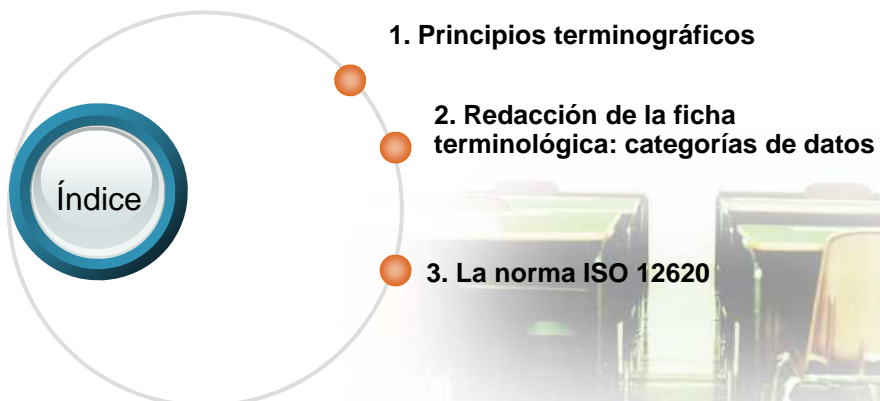 1. Principios terminográficos
2. Redacción de la ficha
terminológica: categorías de datos
Índice
3. La norma ISO 12620